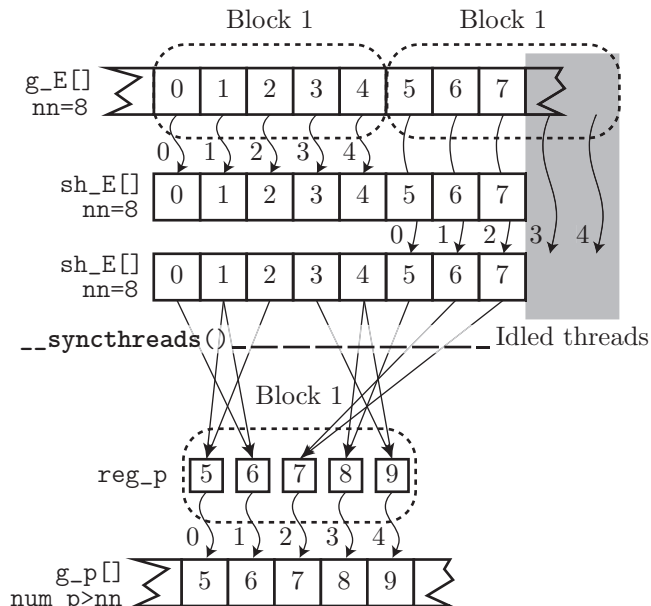 Block 1 Block 1
g_E[]
nn=8
0 1 2 3 4 5 6 7
0 1 2 3 4
sh_E[]
nn=8
0 1 2 3 4 5 6 7
0 1 2 3 4
sh_E[]
nn=8
0 1 2 3 4 5 6 7
__syncthreads()
Idled threads
Block 1
reg_p
5 6 7 8 9
0 1 2 3 4
g_p[]
num_p>nn
5 6 7 8 9